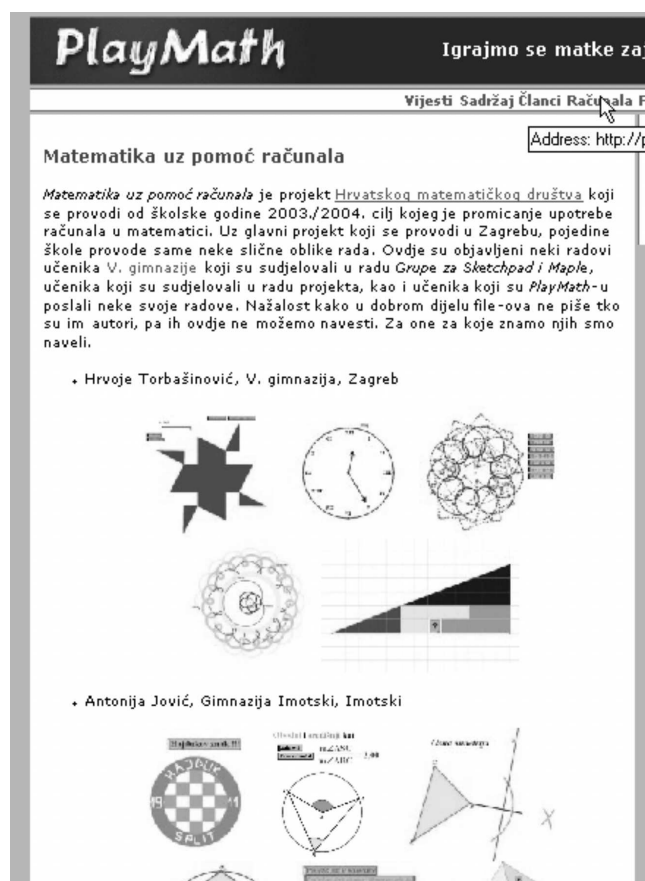 PlayMath
Igrajmo se matke zaj
Vijesti Sadržaj Članci Računala F
Address: http://p
Matematika uz pomoć računala
Matematika uz pomoć računala je projekt Hrvatskog matematičkog društva koji
se provodi od školske godine 2003./2004. cilj kojeg je promicanje upotrebe
računala u matematici. Uz glavni projekt koji se provodi u Zagrebu, pojedine
škole provode same neke slične oblike rada. Ovdje su objavljeni neki radovi
učenika V. gimnazije koji su sudjelovali u radu Grupe za Sketchpad i Maple,
učenika koji su sudjelovali u radu projekta, kao i učenika koji su PlayMath-u
poslali neke svoje radove. Nažalost kako u dobrom dijelu file-ova ne piše tko
su im autori, pa ih ovdje ne možemo navesti. Za one za koje znamo njih smo
naveli.
Hrvoje Torbašinović, V. gimnazija, Zagreb
?
Antonija Jović, Gimnazija Imotski, Imotski
HAJDUK
19 11
SPLIT